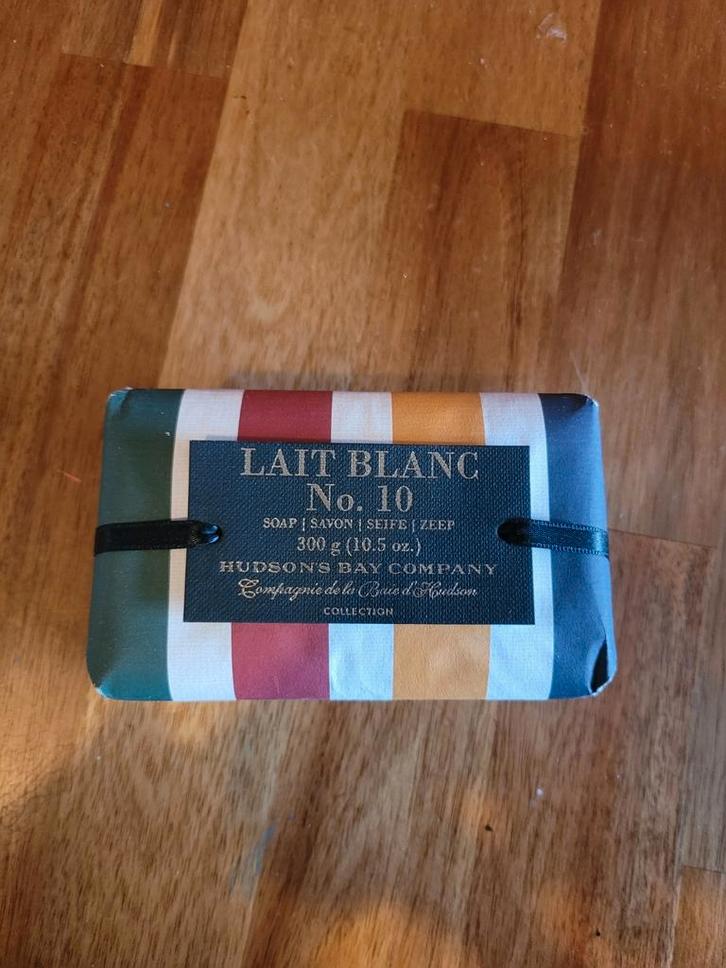 LAIT BLANC
No. 10
SOAP | SAVON | SEIFE | ZEEP
300 g (10.5 oz.)
HUDSON'S BAY COMPANY
Compagnie de la Baie d'Hudson
COLLECTION